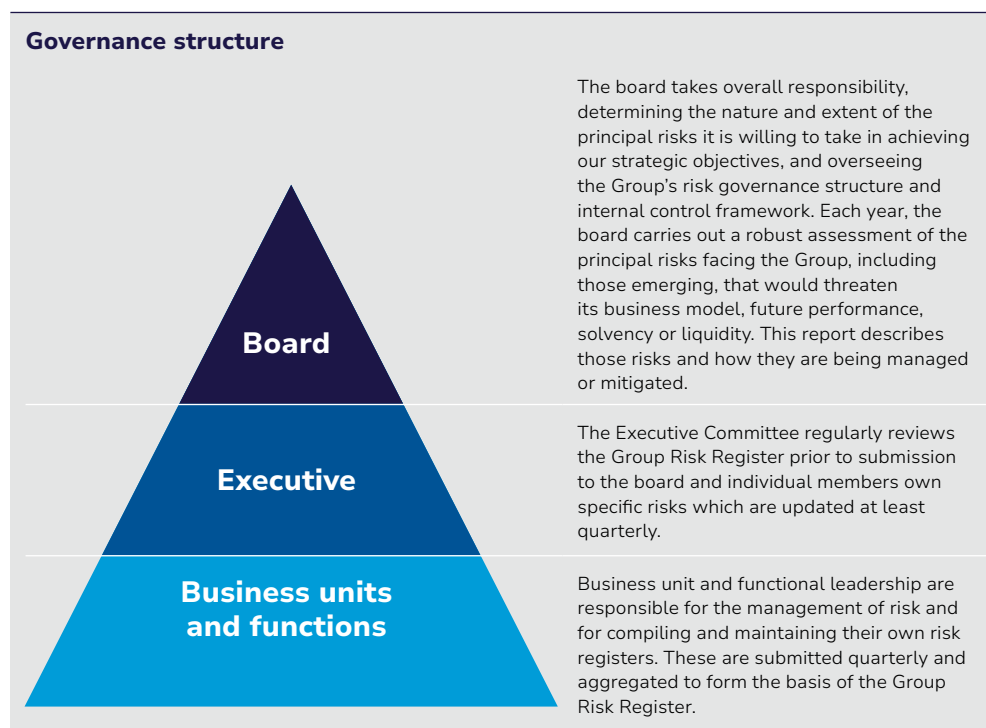 Governance structure
The board takes overall responsibility,
determining the nature and extent of the
principal risks it is willing to take in achieving
our strategic objectives, and overseeing
the Group’s risk governance structure and
internal control framework. Each year, the
board carries out a robust assessment of the
principal risks facing the Group, including
those emerging, that would threaten
its business model, future performance,
solvency or liquidity. This report describes
those risks and how they are being managed
or mitigated.
Board
The Executive Committee regularly reviews
the Group Risk Register prior to submission
to the board and individual members own
specific risks which are updated at least
quarterly.
Executive
Business unit and functional leadership are
responsible for the management of risk and
for compiling and maintaining their own risk
registers. These are submitted quarterly and
aggregated to form the basis of the Group
Risk Register.
Business units
and functions